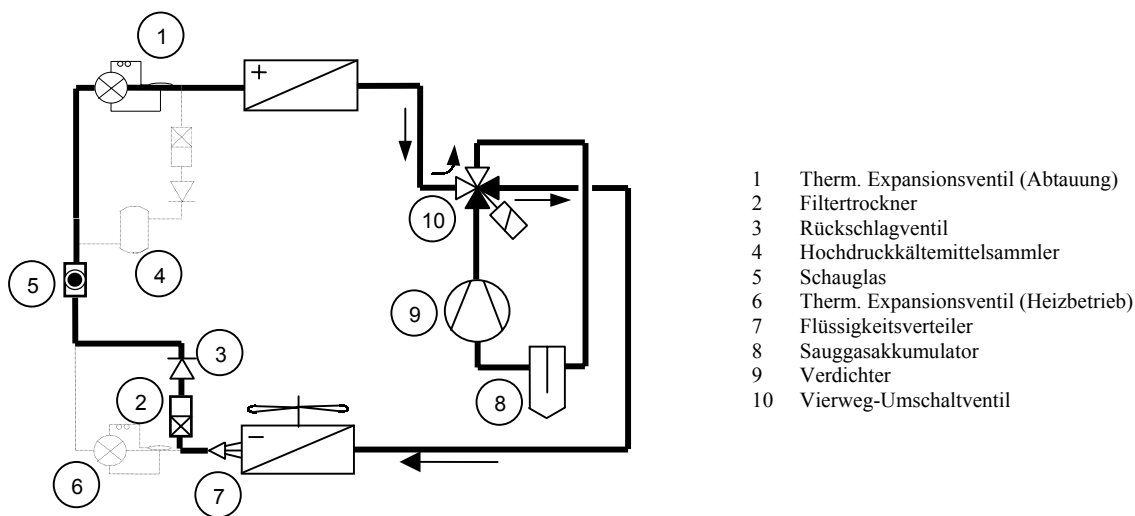 1
+
10
5
4
9
3
2
8
−
6
7
1 Therm. Expansionsventil (Abtauung)
2 Filtertrockner
3 Rückschlagventil
4 Hochdruckkältemittelsammler
5 Schauglas
6 Therm. Expansionsventil (Heizbetrieb)
7 Flüssigkeitsverteiler
8 Sauggasakkumulator
9 Verdichter
10 Vierweg-Umschaltventil